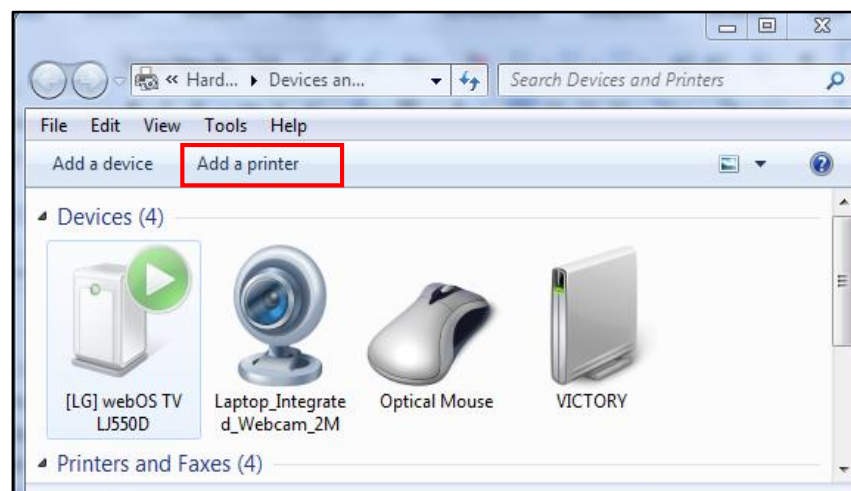 « Hard... Devices an... Search Devices and Printers
File Edit View Tools Help
Add a device Add a printer
Devices (4)
[LG] webOS TV LJ550D
Laptop_Integrate
d_Webcam_2M
Optical Mouse
VICTORY
Printers and Faxes (4)